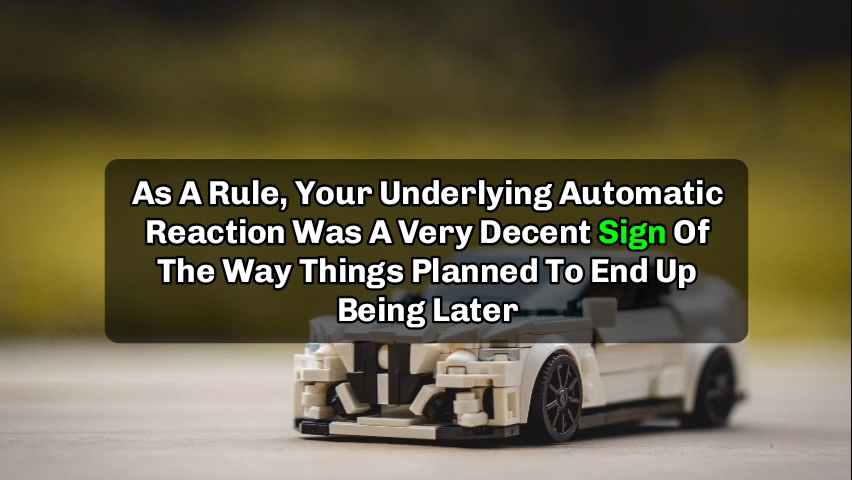 As A Rule, Your Underlying Automatic
Reaction Was A Very Decent Sign Of
The Way Things Planned To End Up
Being Later